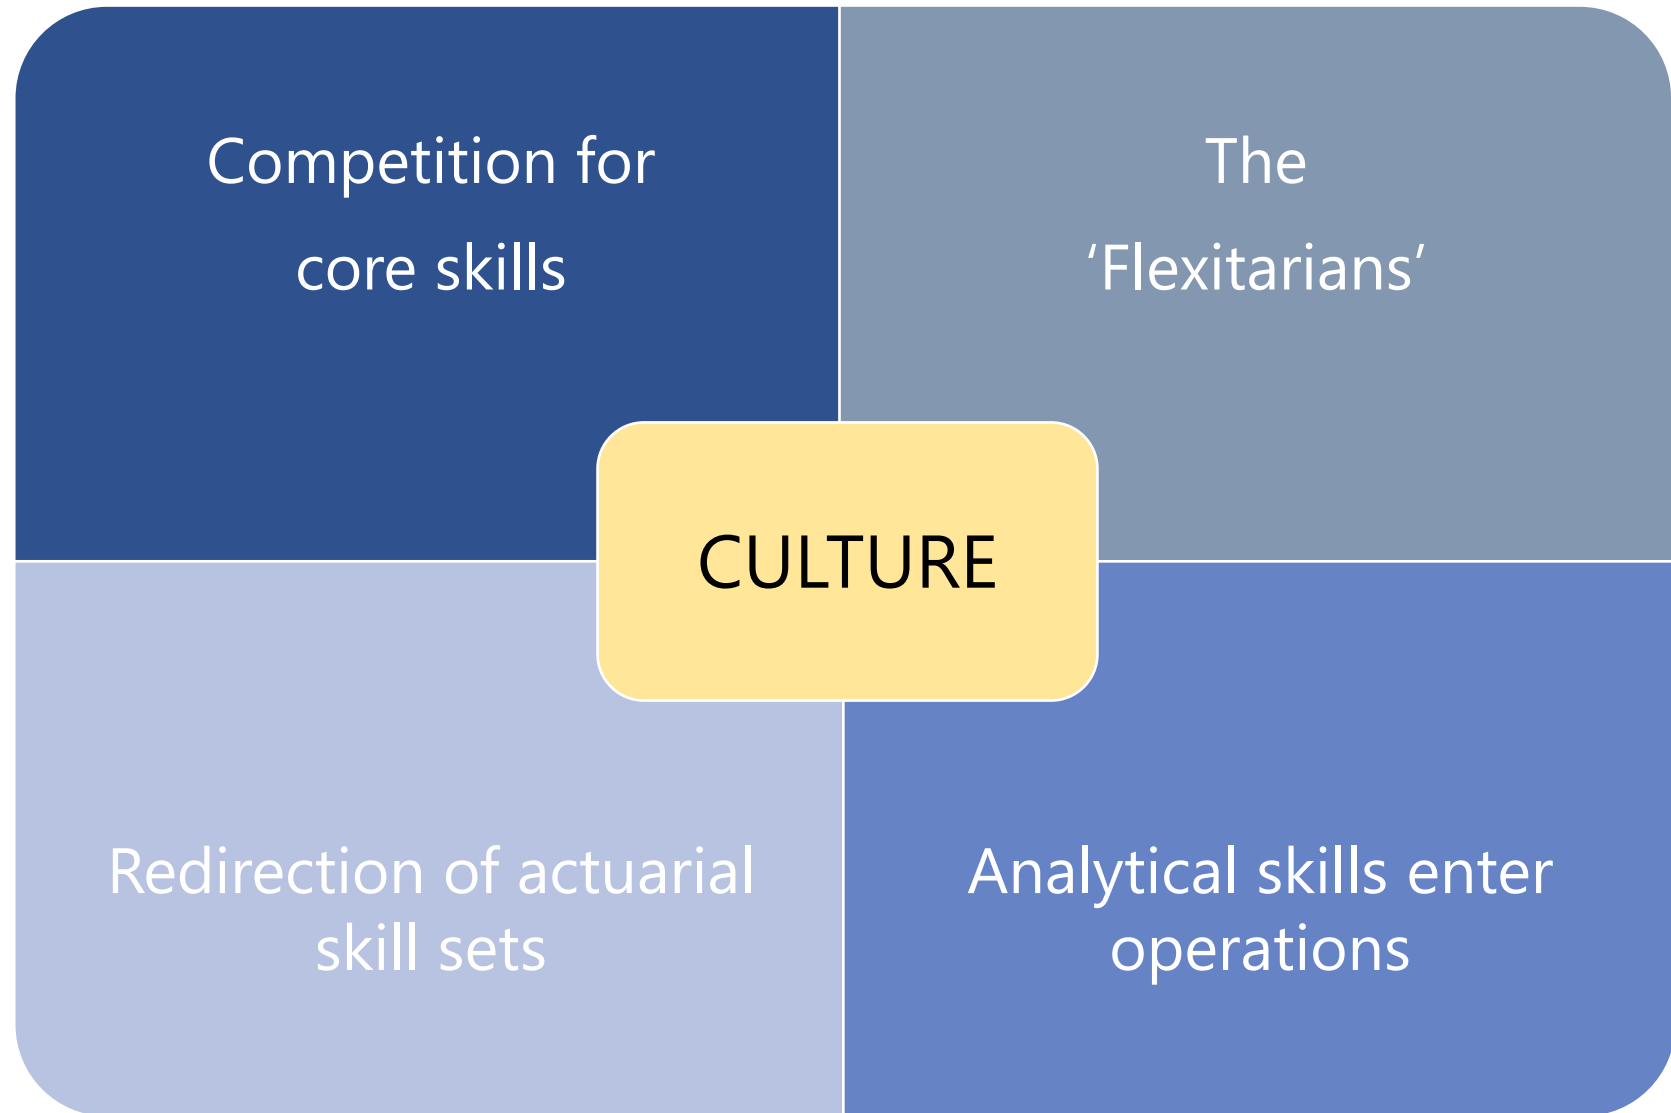 Competition for
core skills
The
‘Flexitarians’
CULTURE
Redirection of actuarial
skill sets
Analytical skills enter
operations